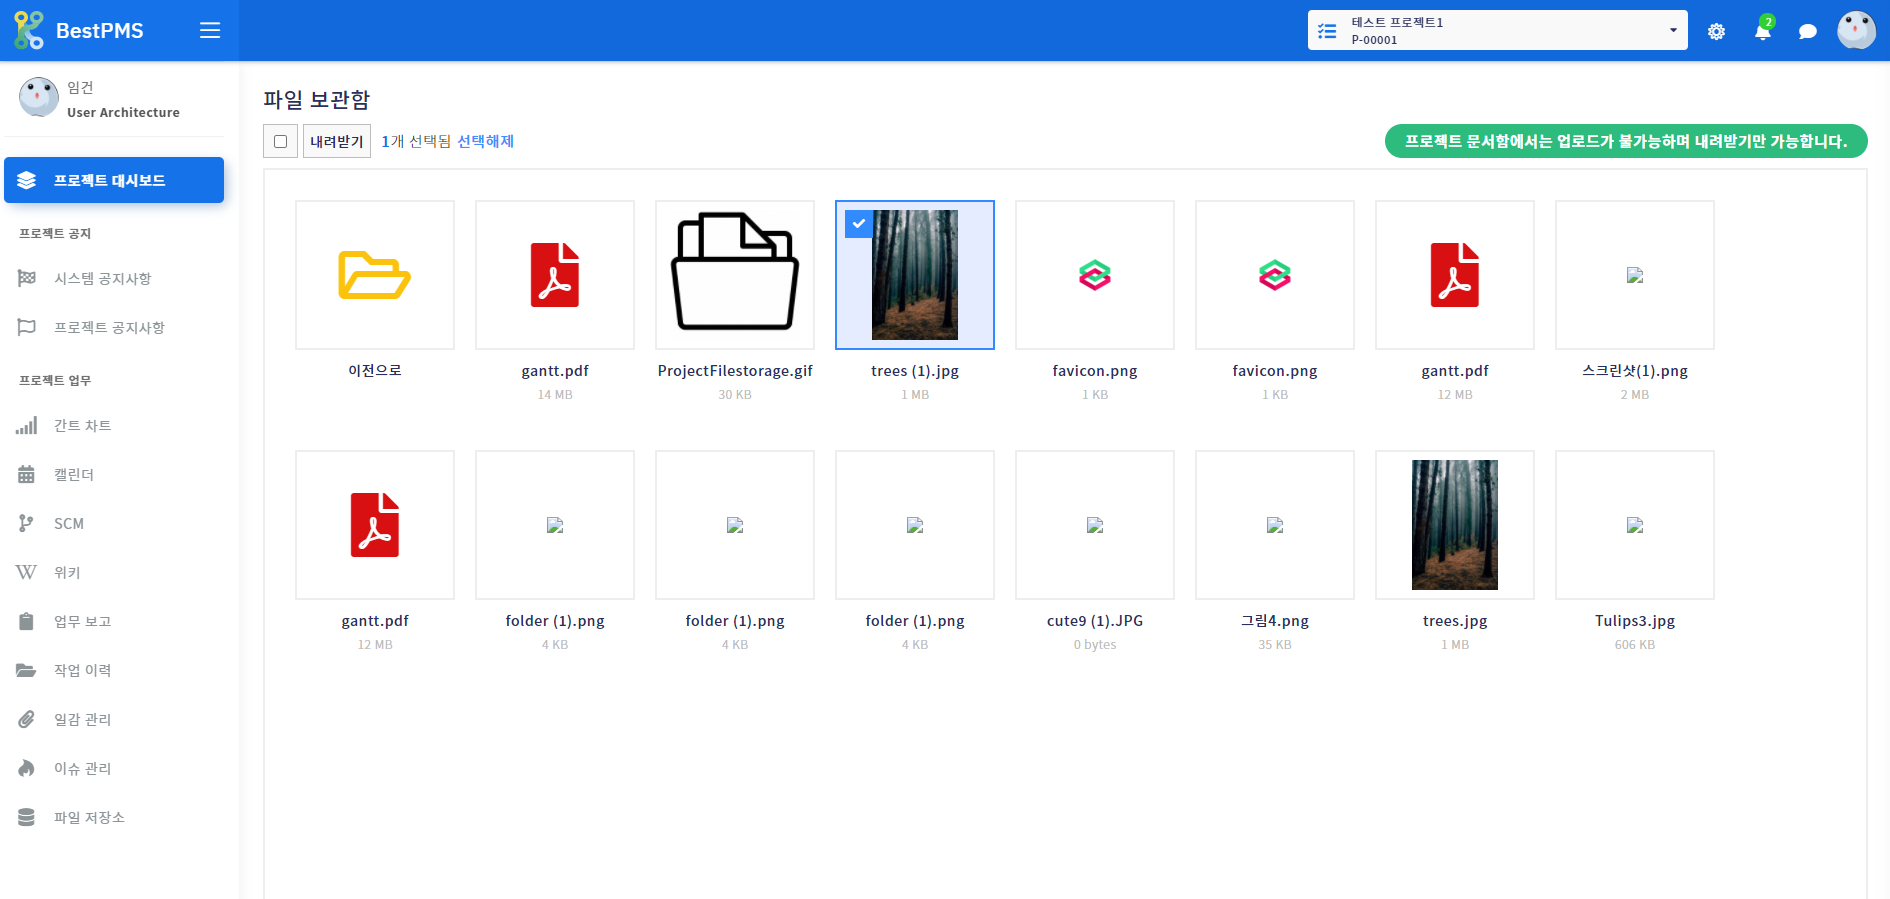 BestPMS
테스트 프로젝트1
P-00001
2
임건
User Architecture
프로젝트 대시보드
프로젝트 공지
시스템 공지사항
프로젝트 공지사항
프로젝트 업무
간트 차트
캘린더
SCM
위키
업무 보고
작업 이력
일감 관리
이슈 관리
파일 저장소
파일 보관함
내려받기 1개 선택됨 선택해제
프로젝트 문서함에서는 업로드가 불가능하며 내려받기만 가능합니다.
이전으로
gantt.pdf
14 MB
ProjectFilestorage.gif
30 KB
trees (1).jpg
1 MB
favicon.png
1 KB
favicon.png
1 KB
gantt.pdf
12 MB
스크린샷(1).png
2 MB
gantt.pdf
12 MB
folder (1).png
4 KB
folder (1).png
4 KB
folder (1).png
4 KB
cute9 (1).JPG
0 bytes
그림4.png
35 KB
trees.jpg
1 MB
Tulips3.jpg
606 KB